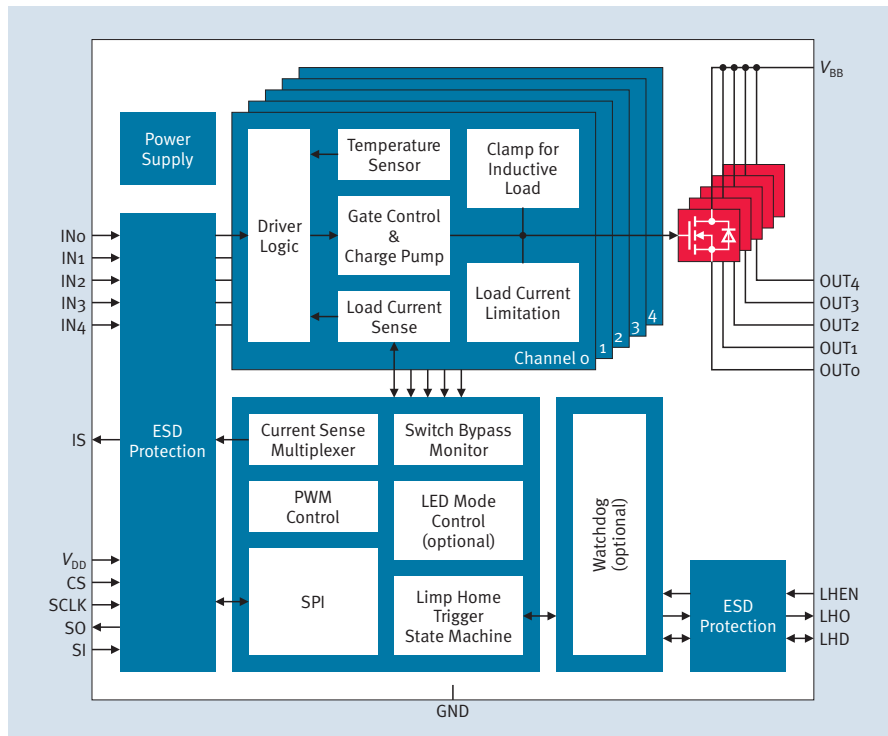 V_BB
Power
Supply
Temperature
Sensor
Clamp for
Inductive
Load
Driver
Logic
Gate Control
&
Charge Pump
Load Current
Sense
Load Current
Limitation
Channel 0
1
2
3
4
IN0
IN1
IN2
IN3
IN4
OUT4
OUT3
OUT2
OUT1
OUT0
ESD
Protection
IS
Current Sense
Multiplexer
Switch Bypass
Monitor
PWM
Control
LED Mode
Control
(optional)
SPI
Limp Home
Trigger
State Machine
Watchdog
(optional)
V_DD
CS
SCLK
SO
SI
ESD
Protection
LHEN
LHO
LHD
GND